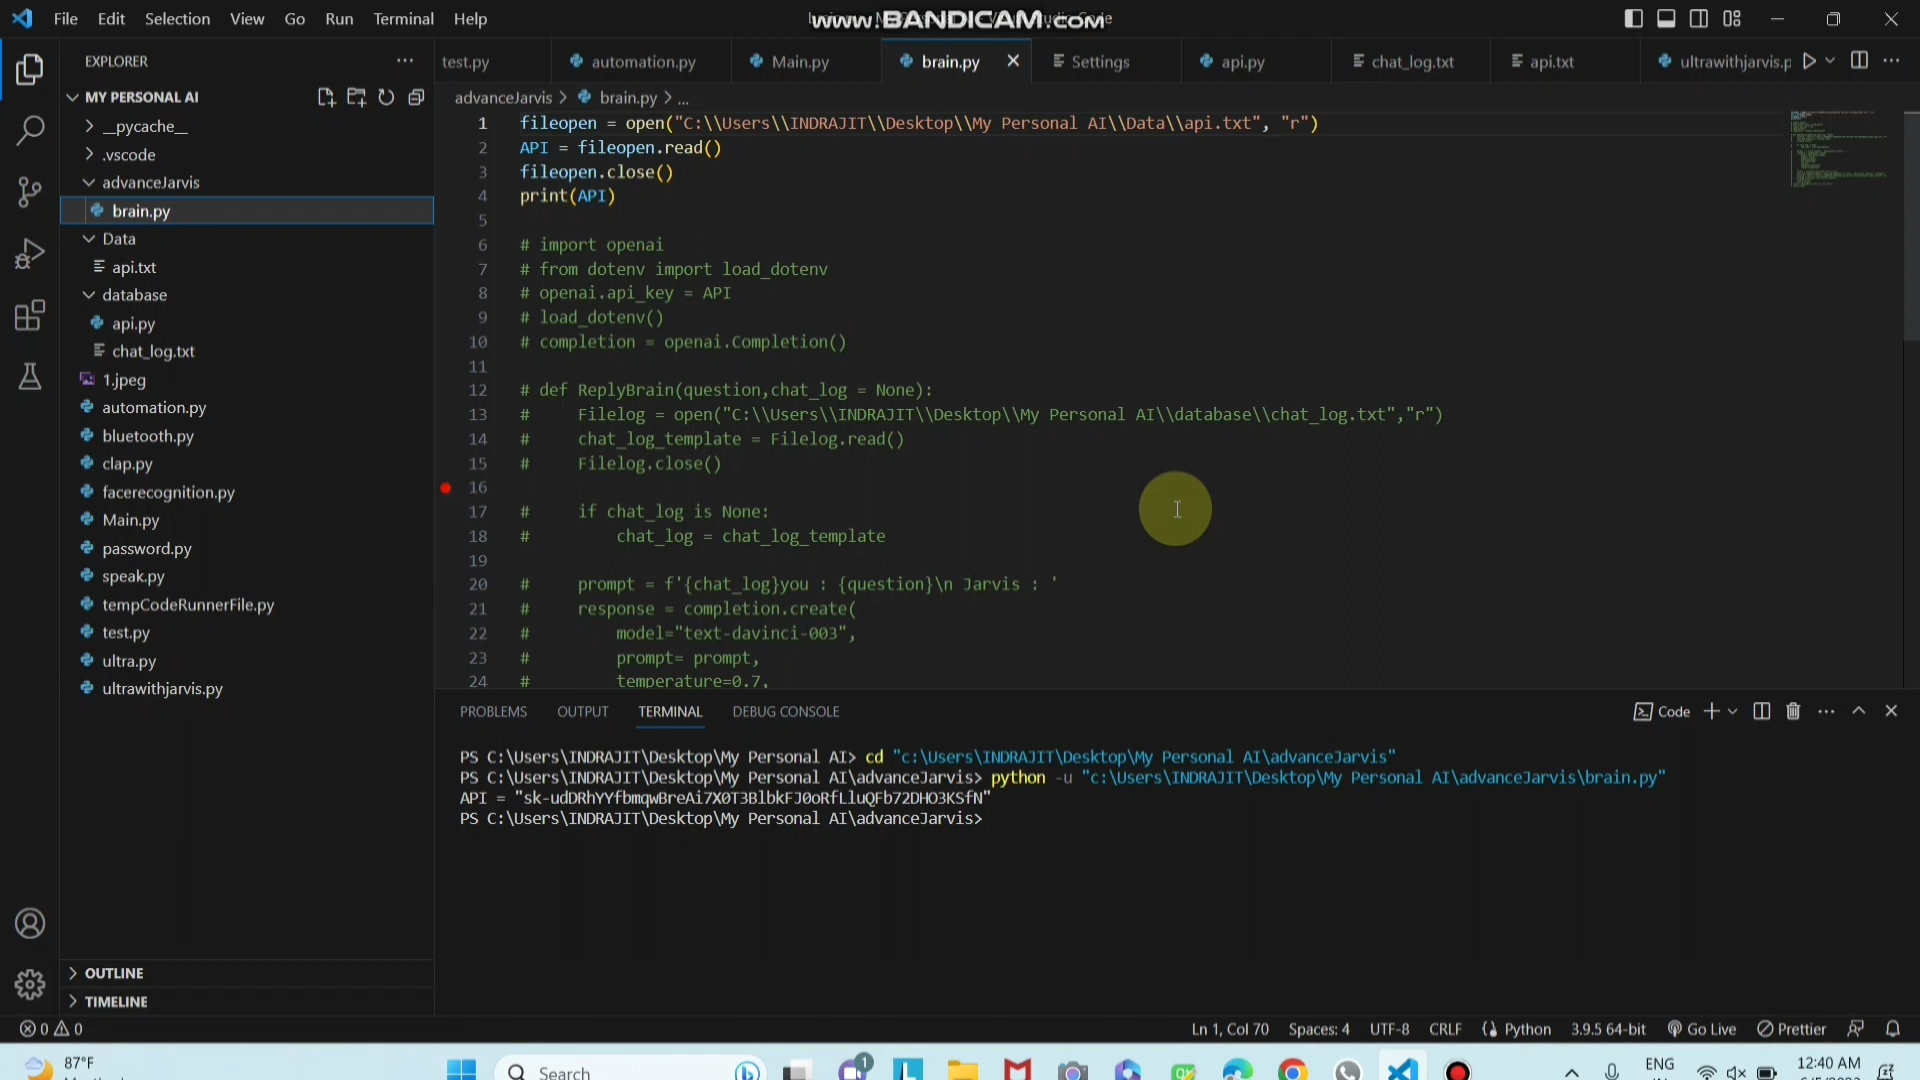 File Edit Selection View Go Run Terminal Help
www.BANDICAM.com
EXPLORER
test.py automation.py Main.py brain.py Settings api.py chat_log.txt api.txt ultrawithjarvis.p
MY PERSONAL AI
advanceJarvis > brain.py > ...
__pycache__
.vscode
advanceJarvis
brain.py
Data
api.txt
database
api.py
chat_log.txt
1.jpeg
automation.py
bluetooth.py
clap.py
facerecognition.py
Main.py
password.py
speak.py
tempCodeRunnerFile.py
test.py
ultra.py
ultrawithjarvis.py
OUTLINE
TIMELINE
1 fileopen = open("C:\\Users\\INDRAJIT\\Desktop\\My Personal AI\\Data\\api.txt", "r")
2 API = fileopen.read()
3 fileopen.close()
4 print(API)
5
6 # import openai
7 # from dotenv import load_dotenv
8 # openai.api_key = API
9 # load_dotenv()
10 # completion = openai.Completion()
11
12 # def ReplyBrain(question,chat_log = None):
13 # Filelog = open("C:\\Users\\INDRAJIT\\Desktop\\My Personal AI\\database\\chat_log.txt","r")
14 # chat_log_template = Filelog.read()
15 # Filelog.close()
16
17 # if chat_log is None:
18 # chat_log = chat_log_template
19
20 # prompt = f'{chat_log}you : {question}\n Jarvis : '
21 # response = completion.create(
22 # model="text-davinci-003",
23 # prompt= prompt,
24 # temperature=0.7,
PROBLEMS OUTPUT TERMINAL DEBUG CONSOLE
Code
PS C:\Users\INDRAJIT\Desktop\My Personal AI> cd "c:\Users\INDRAJIT\Desktop\My Personal AI\advanceJarvis"
PS C:\Users\INDRAJIT\Desktop\My Personal AI\advanceJarvis> python -u "c:\Users\INDRAJIT\Desktop\My Personal AI\advanceJarvis\brain.py"
API = "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"
PS C:\Users\INDRAJIT\Desktop\My Personal AI\advanceJarvis>
0 0
Ln 1, Col 70 Spaces: 4 UTF-8 CRLF Python 3.9.5 64-bit Go Live Prettier
87°F
Search
1
ENG
12:40 AM